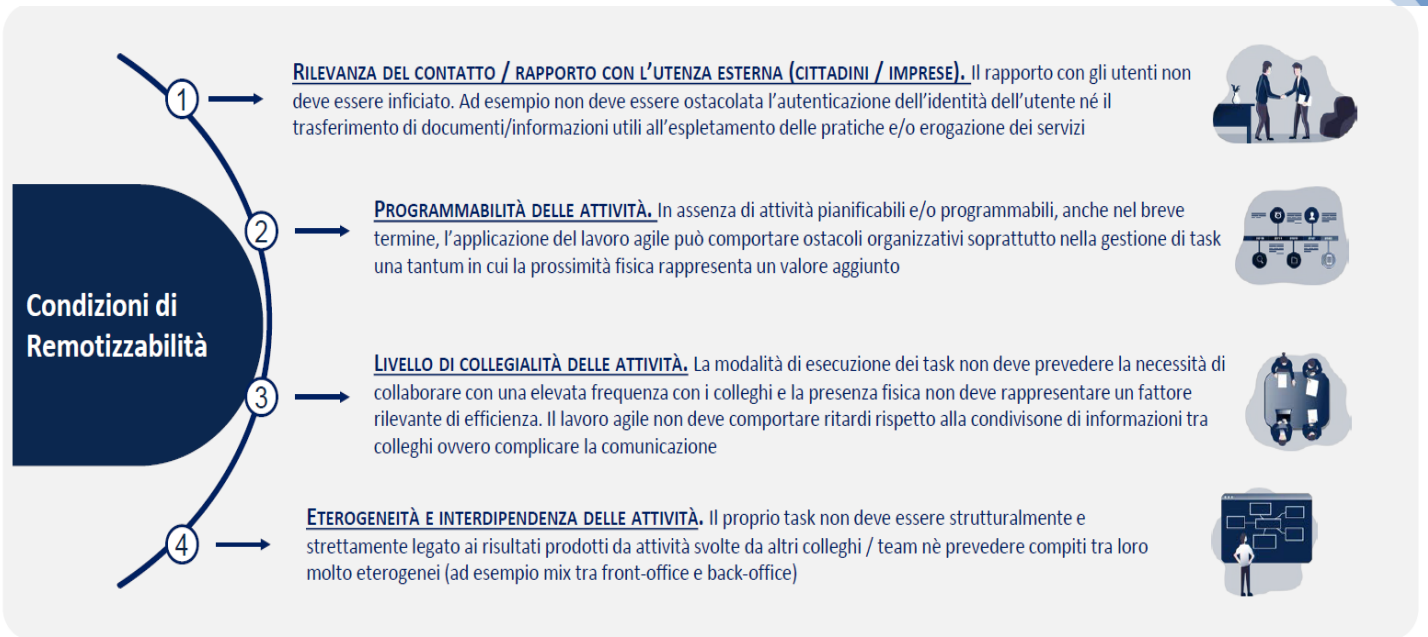 Condizioni di
Remotizzabilità
1
RILEVANZA DEL CONTATTO / RAPPORTO CON L'UTENZA ESTERNA (CITTADINI / IMPRESE). Il rapporto con gli utenti non
deve essere inficiato. Ad esempio non deve essere ostacolata l'autenticazione dell'identità dell'utente né il
trasferimento di documenti/informazioni utili all'espletamento delle pratiche e/o erogazione dei servizi
2
PROGRAMMABILITÀ DELLE ATTIVITÀ. In assenza di attività pianificabili e/o programmabili, anche nel breve
termine, l'applicazione del lavoro agile può comportare ostacoli organizzativi soprattutto nella gestione di task
una tantum in cui la prossimità fisica rappresenta un valore aggiunto
3
LIVELLO DI COLLEGIALITÀ DELLE ATTIVITÀ. La modalità di esecuzione dei task non deve prevedere la necessità di
collaborare con una elevata frequenza con i colleghi e la presenza fisica non deve rappresentare un fattore
rilevante di efficienza. Il lavoro agile non deve comportare ritardi rispetto alla condivisone di informazioni tra
colleghi ovvero complicare la comunicazione
4
ETEROGENEITÀ E INTERDIPENDENZA DELLE ATTIVITÀ. Il proprio task non deve essere strutturalmente e
strettamente legato ai risultati prodotti da attività svolte da altri colleghi / team nè prevedere compiti tra loro
molto eterogenei (ad esempio mix tra front-office e back-office)